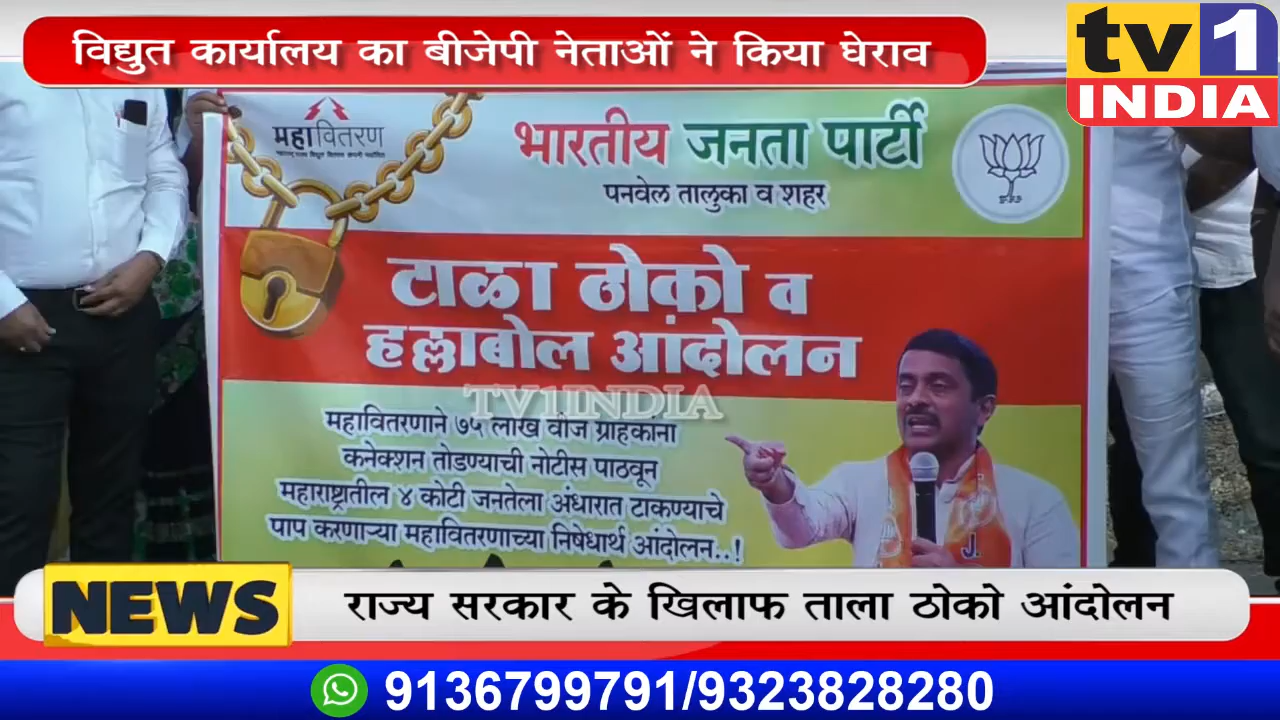 विद्युत कार्यालय का बीजेपी नेताओं ने किया घेराव
tv1
INDIA
महावितरण
भारतीय जनता पार्टी
पनवेल तालुका व शहर
टाळा ठोको व
हल्लाबोल आंदोलन
TV1INDIA
महावितरणाने ७५ लाख वीज ग्राहकांना
कनेक्शन तोडण्याची नोटीस पाठवून
महाराष्ट्रातील ४ कोटी जनतेला अंधारात टाकण्याचे
पाप करणाऱ्या महावितरणाच्या निषेधार्थ आंदोलन..!
NEWS
राज्य सरकार के खिलाफ ताला ठोको आंदोलन
9136799791/9323828280